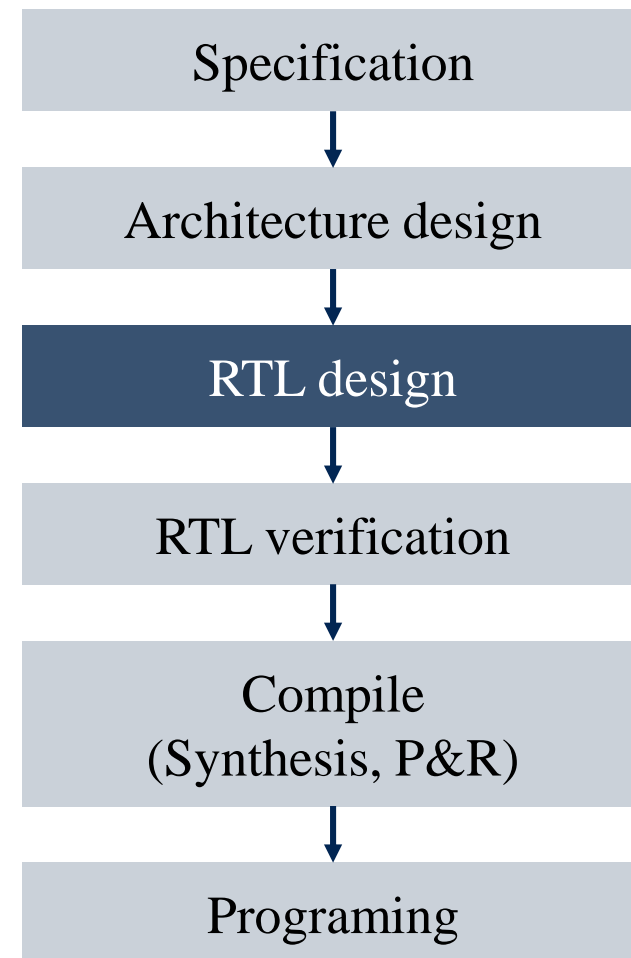 Specification
Architecture design
RTL design
RTL verification
Compile
(Synthesis, P&R)
Programing